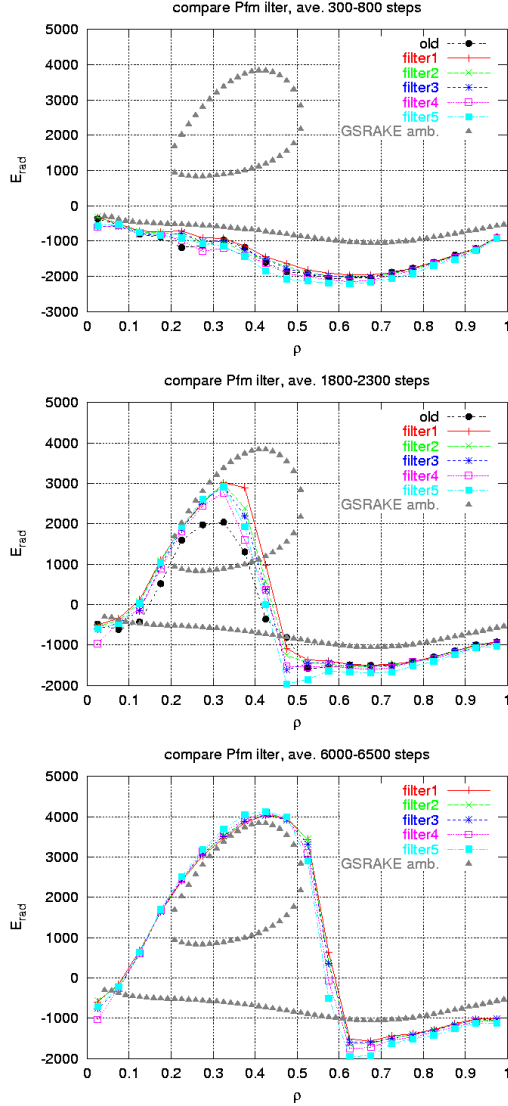 compare Pfm ilter, ave. 300-800 steps
5000
4000
3000
2000
1000
0
-1000
-2000
-3000
E_rad
old
filter1
filter2
filter3
filter4
filter5
GSRAKE amb.
0 0.1 0.2 0.3 0.4 0.5 0.6 0.7 0.8 0.9 1
ρ
compare Pfm ilter, ave. 1800-2300 steps
5000
4000
3000
2000
1000
0
-1000
-2000
E_rad
old
filter1
filter2
filter3
filter4
filter5
GSRAKE amb.
0 0.1 0.2 0.3 0.4 0.5 0.6 0.7 0.8 0.9 1
ρ
compare Pfm ilter, ave. 6000-6500 steps
5000
4000
3000
2000
1000
0
-1000
-2000
E_rad
filter1
filter2
filter3
filter4
filter5
GSRAKE amb.
0 0.1 0.2 0.3 0.4 0.5 0.6 0.7 0.8 0.9 1
ρ